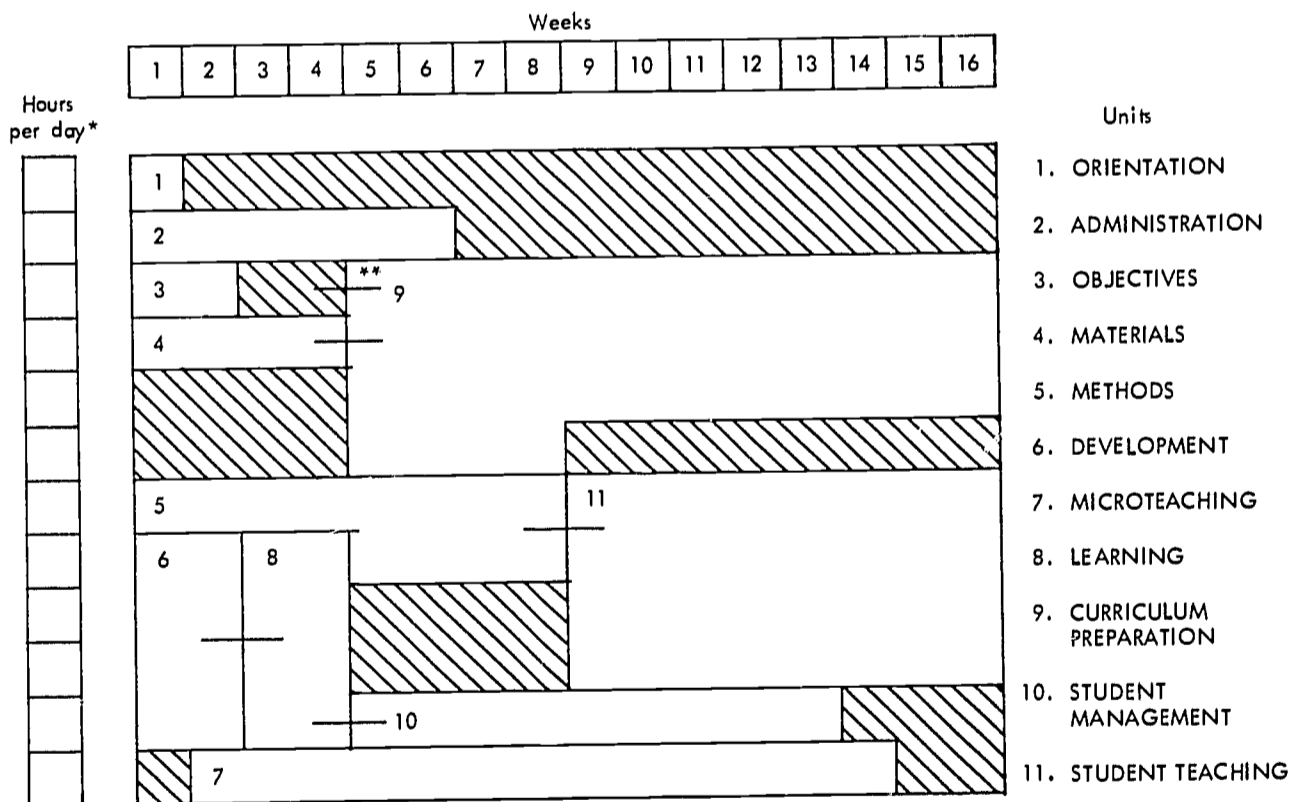 Weeks
1 2 3 4 5 6 7 8 9 10 11 12 13 14 15 16
Hours
per day*
Units
1
2
3
**
9
4
5
11
6
8
10
7
1. ORIENTATION
2. ADMINISTRATION
3. OBJECTIVES
4. MATERIALS
5. METHODS
6. DEVELOPMENT
7. MICROTEACHING
8. LEARNING
9. CURRICULUM
PREPARATION
10. STUDENT
MANAGEMENT
11. STUDENT TEACHING